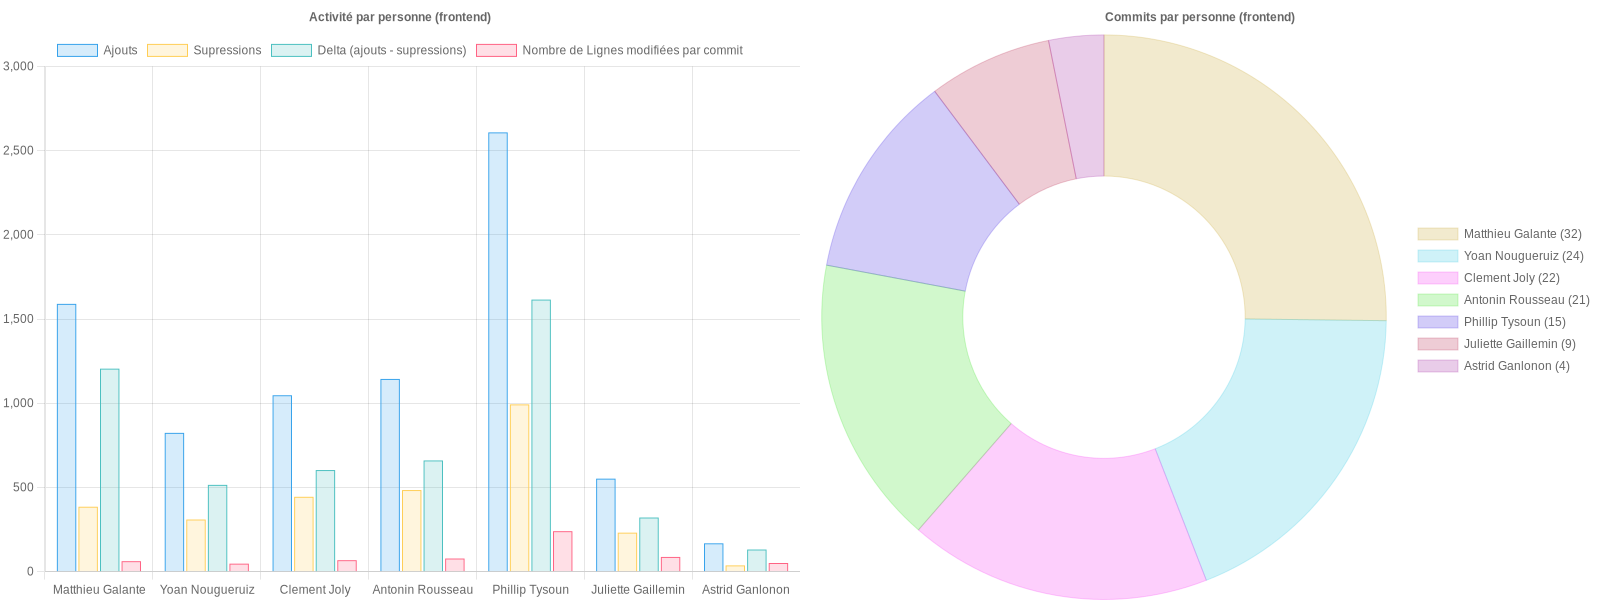 Activité par personne (frontend)
Ajouts
Supressions
Delta (ajouts - supressions)
Nombre de Lignes modifiées par commit
3,000
2,500
2,000
1,500
1,000
500
0
Matthieu Galante
Yoan Nougueruiz
Clement Joly
Antonin Rousseau
Phillip Tysoun
Juliette Gaillemin
Astrid Ganlonon
Commits par personne (frontend)
Matthieu Galante (32)
Yoan Nougueruiz (24)
Clement Joly (22)
Antonin Rousseau (21)
Phillip Tysoun (15)
Juliette Gaillemin (9)
Astrid Ganlonon (4)